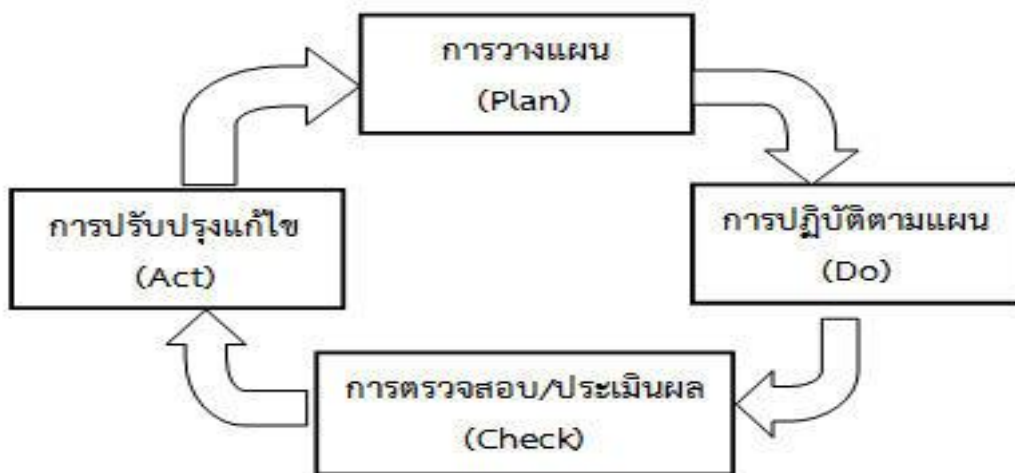 การวางแผน
(Plan)
การปฏิบัติตามแผน
(Do)
การตรวจสอบ/ประเมินผล
(Check)
การปรับปรุงแก้ไข
(Act)